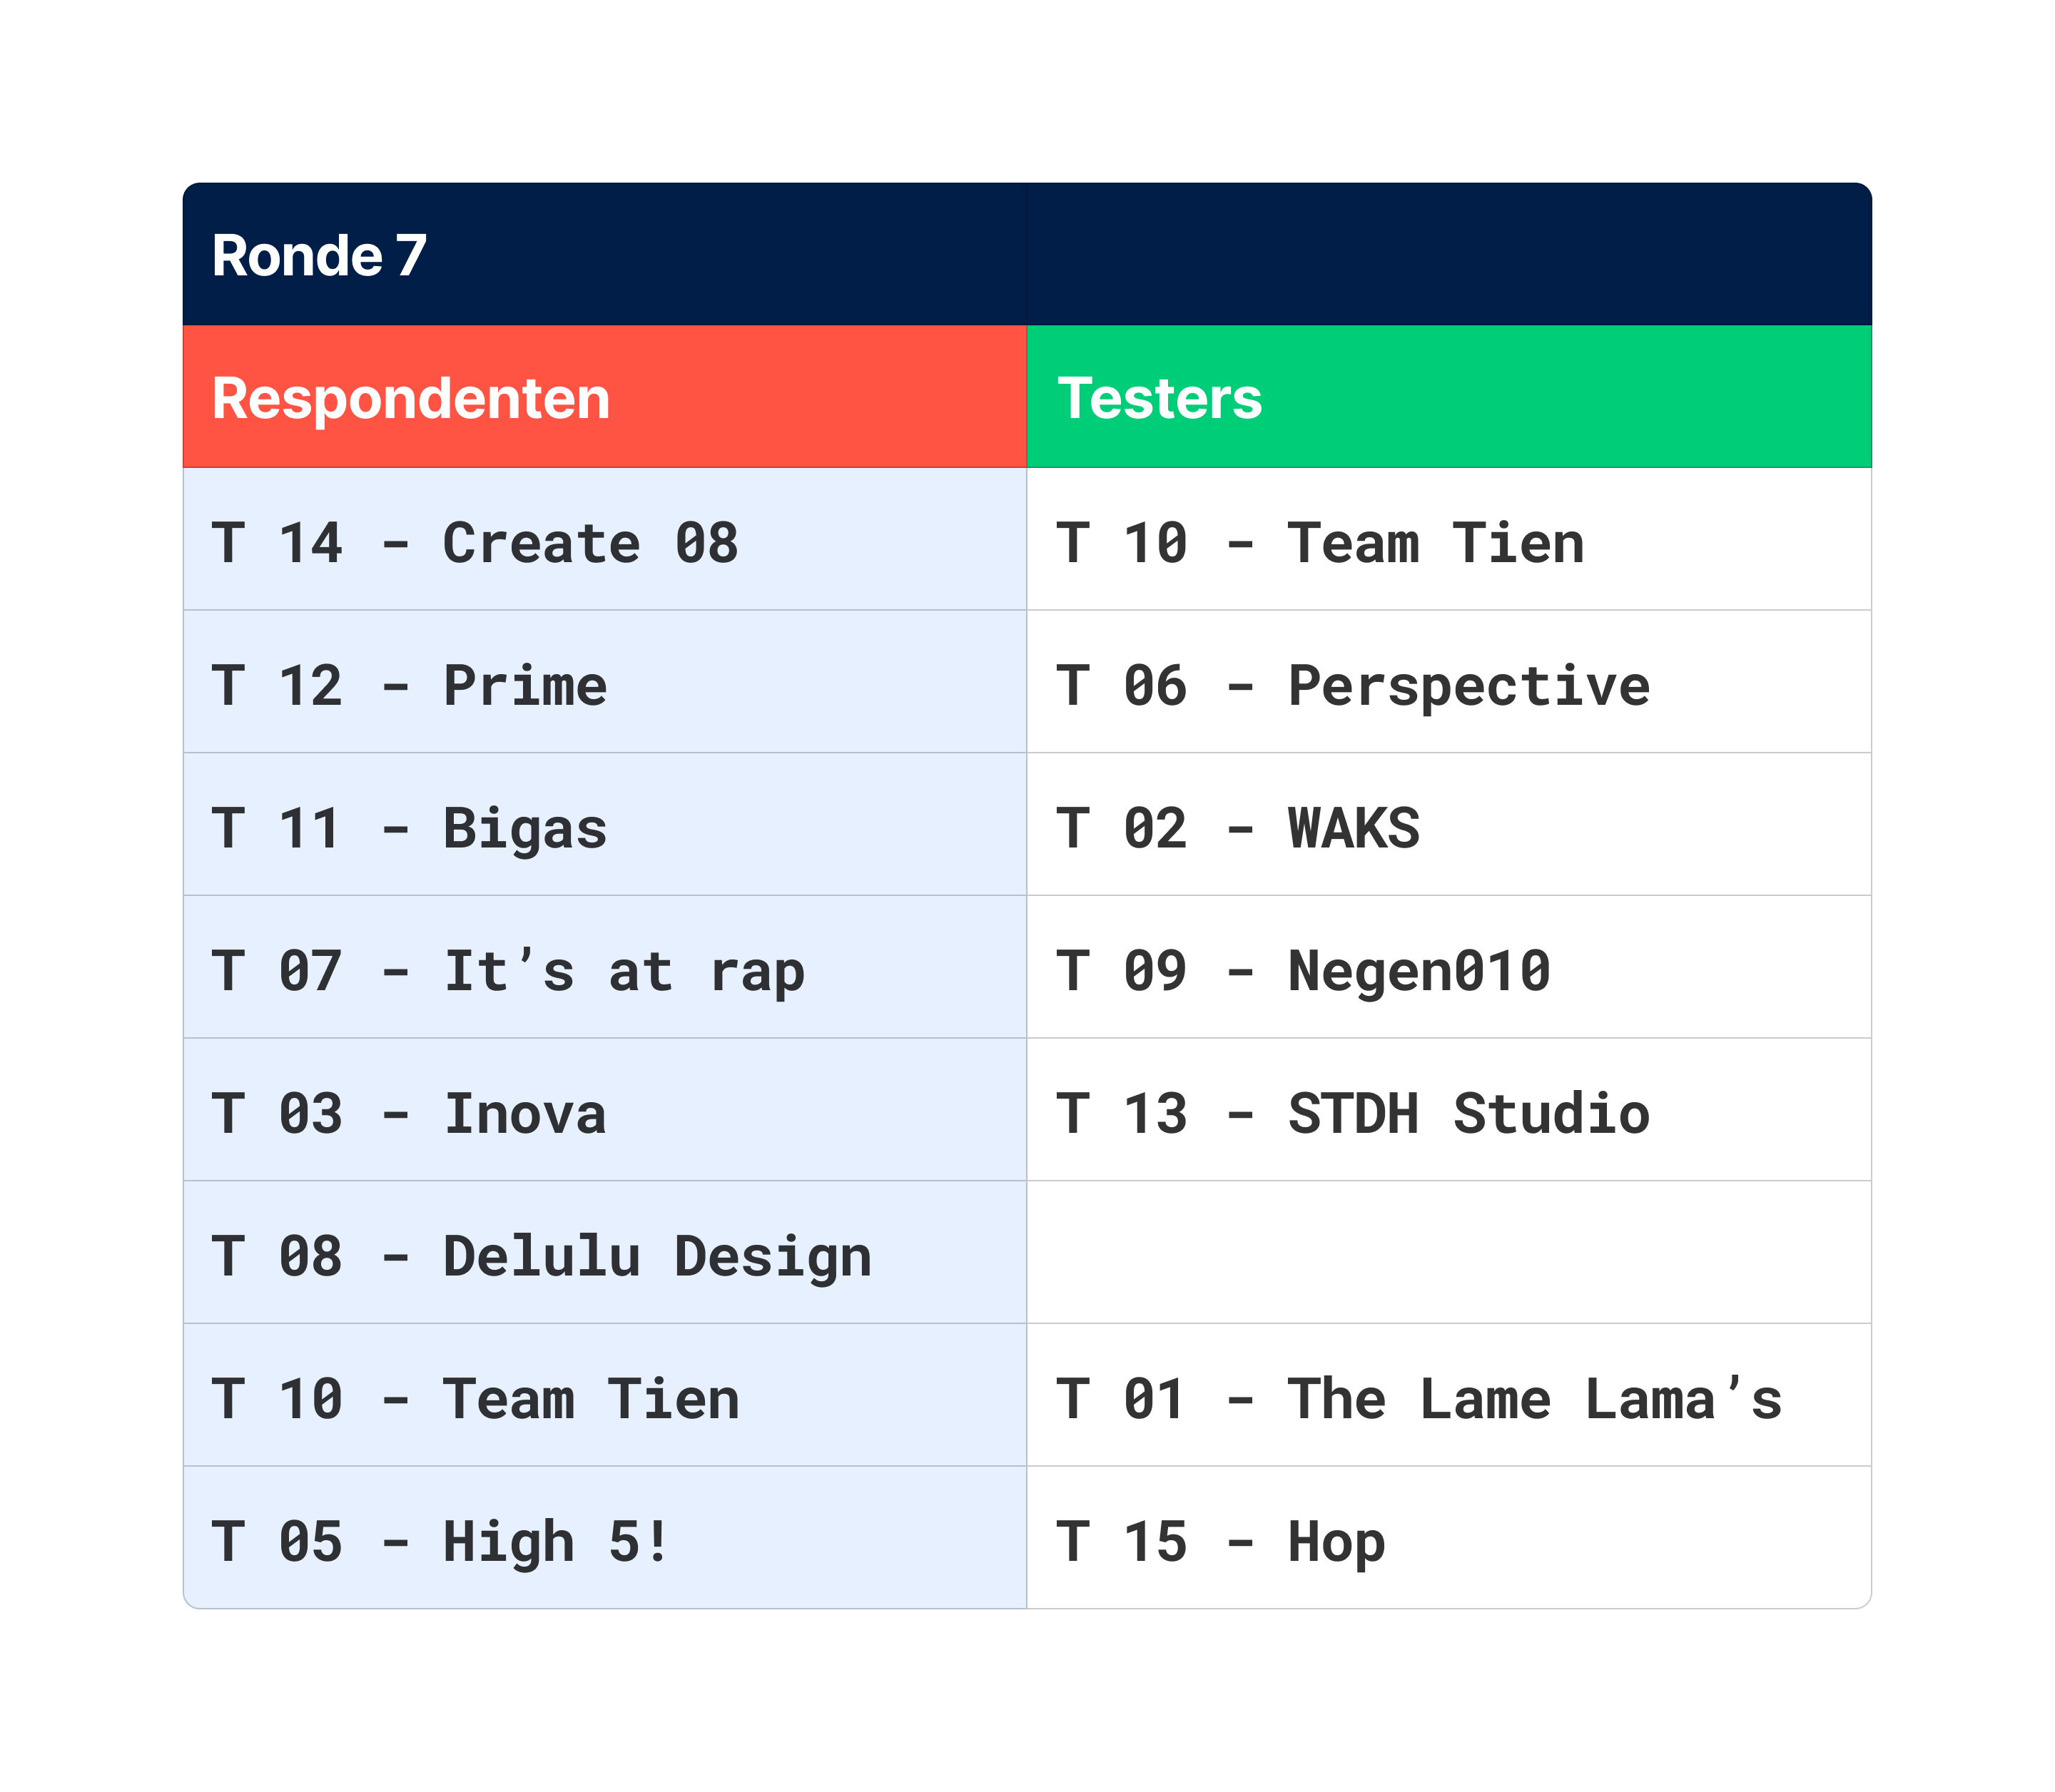 Ronde 7
Respondenten Testers
T 14 - Create 08 T 10 - Team Tien
T 12 - Prime T 06 - Perspective
T 11 - Bigas T 02 - WAKS
T 07 - It’s at rap T 09 - Negen010
T 03 - Inova T 13 - STDH Studio
T 08 - Delulu Design
T 10 - Team Tien T 01 - The Lame Lama’s
T 05 - High 5! T 15 - Hop